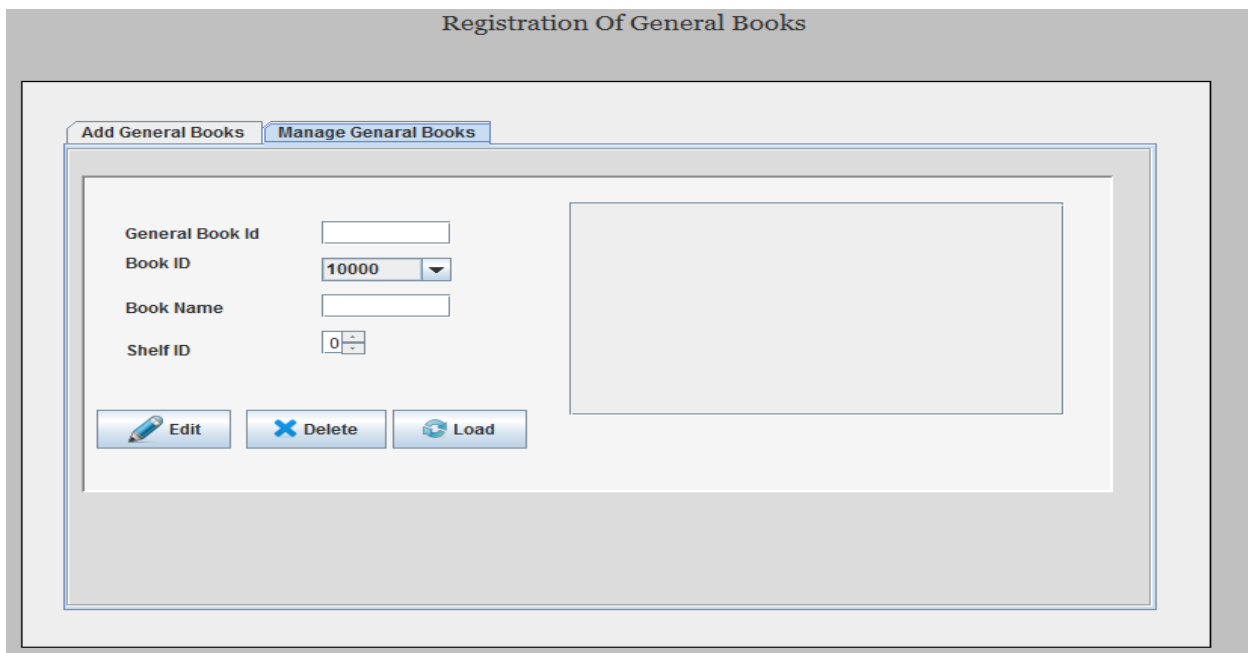 Registration Of General Books
Add General Books
Manage Genaral Books
General Book Id
Book ID
10000
Book Name
Shelf ID
0
Edit
Delete
Load